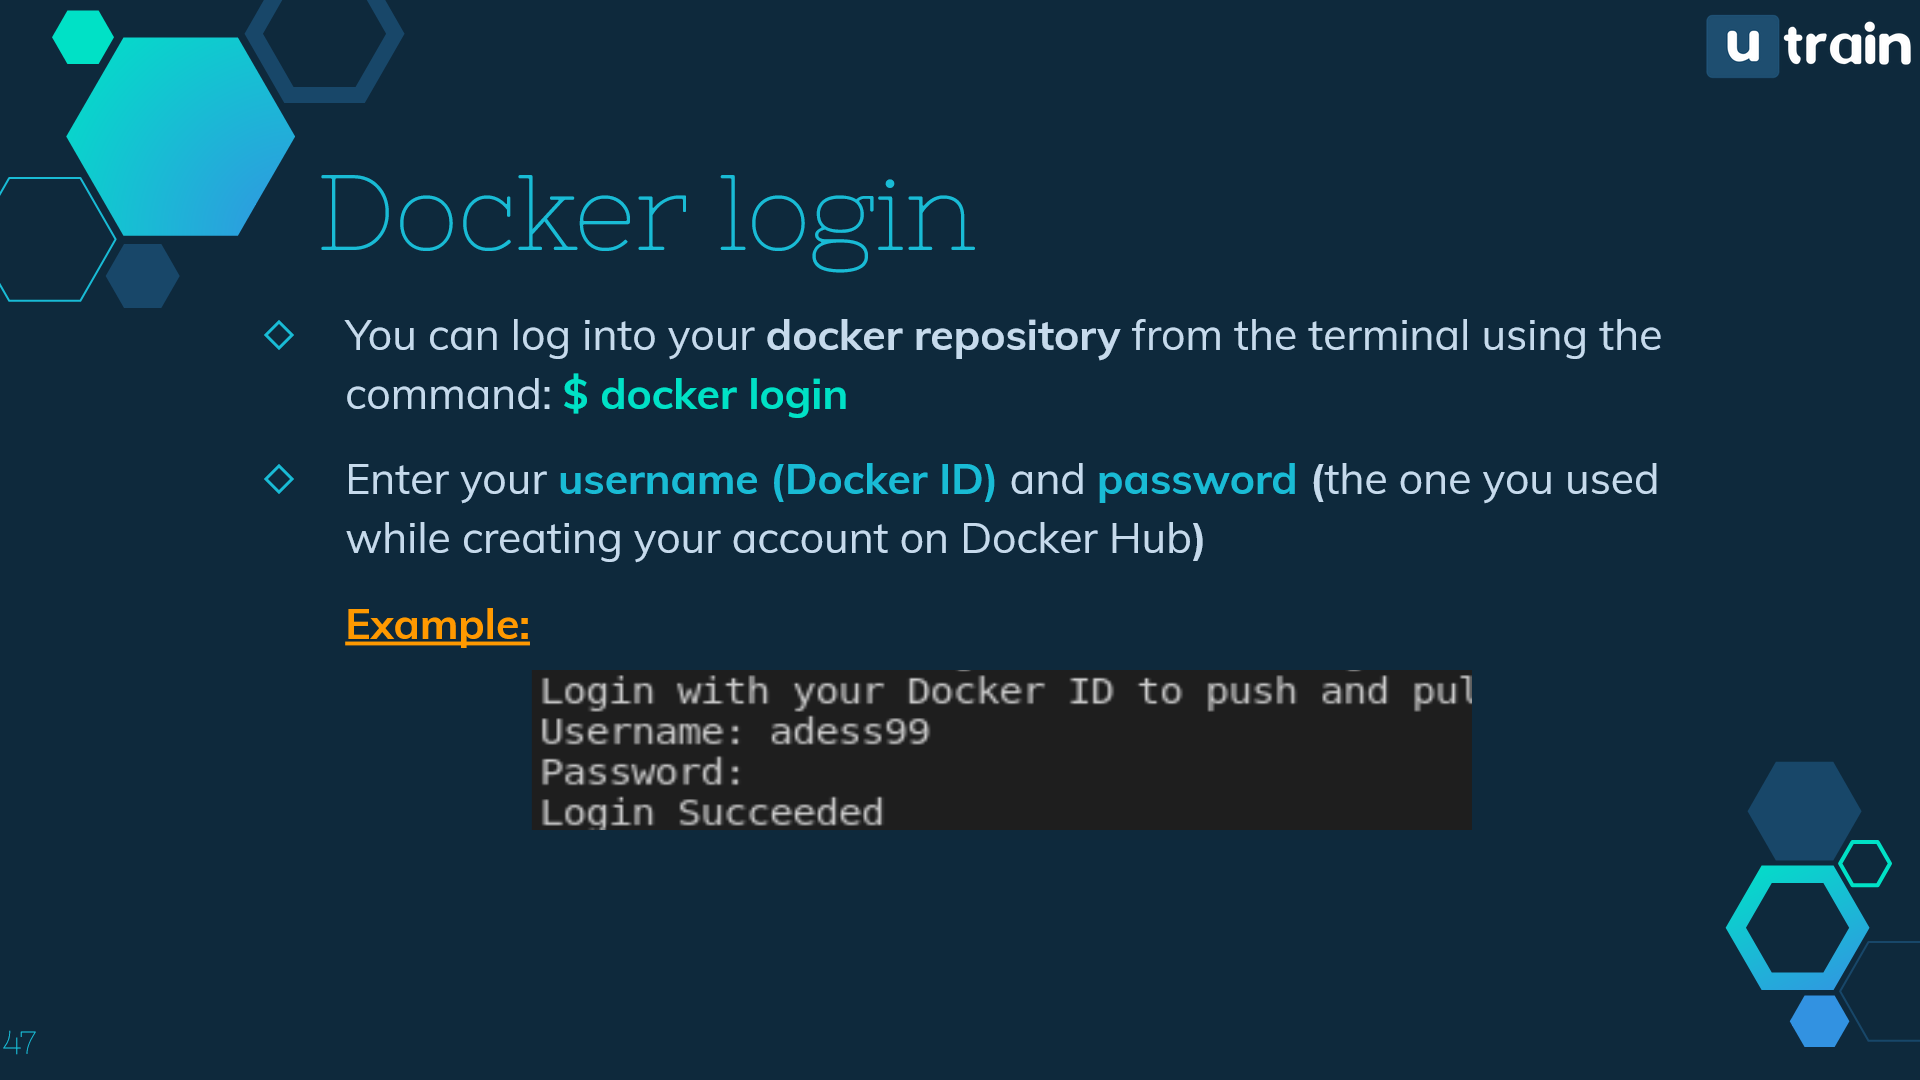 u train
Docker login
You can log into your docker repository from the terminal using the
command: $ docker login
Enter your username (Docker ID) and password (the one you used
while creating your account on Docker Hub)
Example:
Login with your Docker ID to push and pul
Username: adess99
Password:
Login Succeeded
47